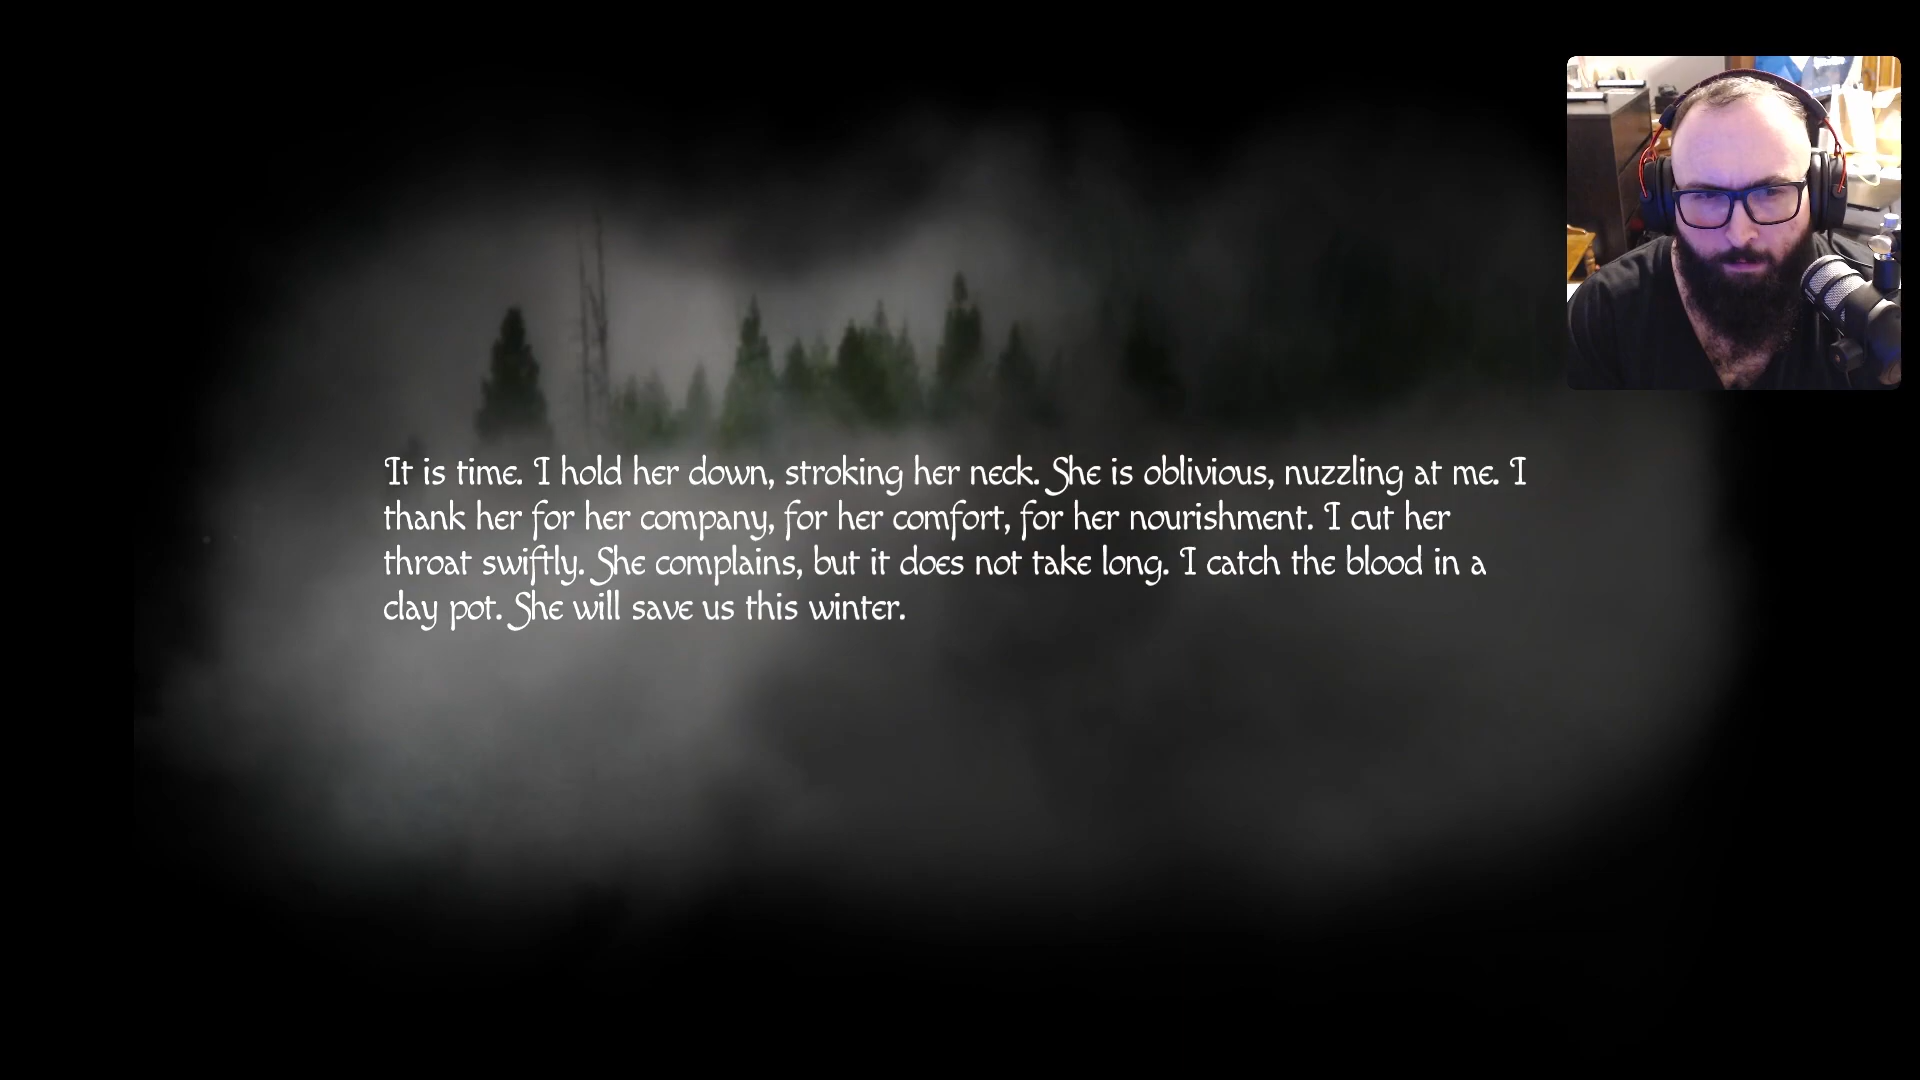 It is time. I hold her down, stroking her neck. She is oblivious, nuzzling at me. I
thank her for her company, for her comfort, for her nourishment. I cut her
throat swiftly. She complains, but it does not take long. I catch the blood in a
clay pot. She will save us this winter.